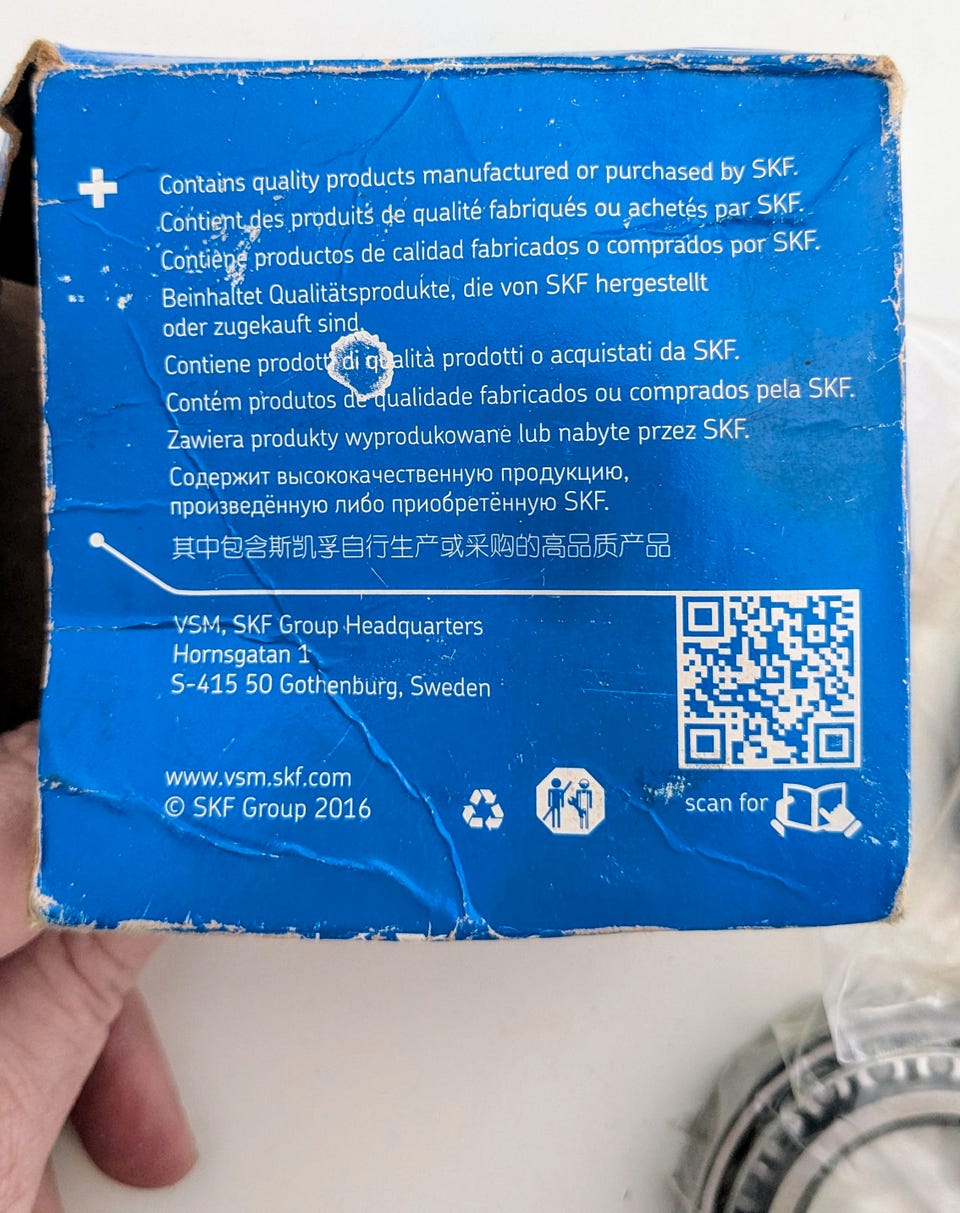 Contains quality products manufactured or purchased by SKF.
Contient des produits de qualité fabriqués ou achetés par SKF.
Contiene productos de calidad fabricados o comprados por SKF.
Beinhaltet Qualitätsprodukte, die von SKF hergestellt
oder zugekauft sind.
Contiene prodotti di qualità prodotti o acquistati da SKF.
Contém produtos de qualidade fabricados ou comprados pela SKF.
Zawiera produkty wyprodukowane lub nabyte przez SKF.
Содержит высококачественную продукцию,
произведённую либо приобретённую SKF.
其中包含斯凯孚自行生产或采购的高品质产品
VSM, SKF Group Headquarters
Hornsgatan 1
S-415 50 Gothenburg, Sweden
www.vsm.skf.com
© SKF Group 2016
scan for